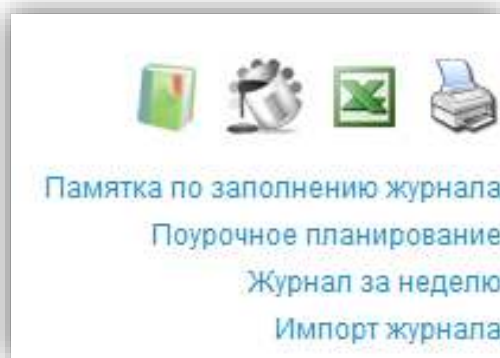 Памятка по заполнению журнала
Поурочное планирование
Журнал за неделю
Импорт журнала